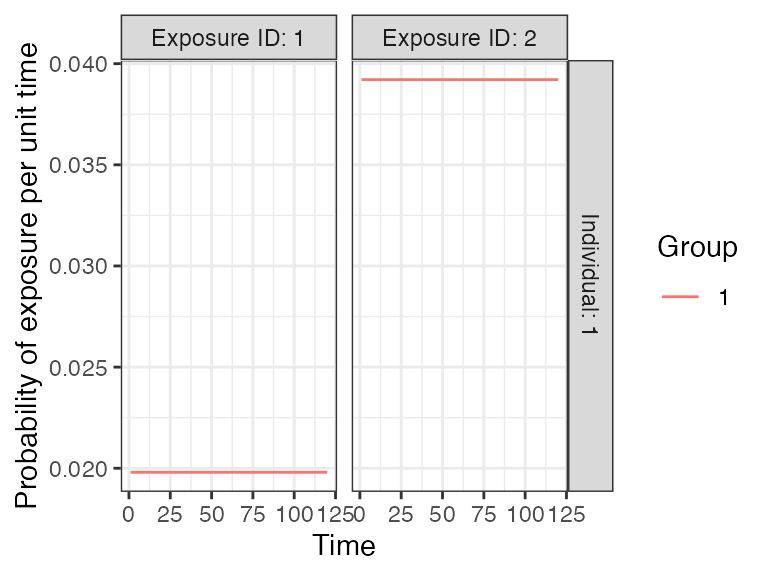 Exposure ID: 1
Exposure ID: 2
Probability of exposure per unit time
0.040
0.035
0.030
0.025
0.020
Individual: 1
Group
1
0 25 50 75 100 125
0 25 50 75 100 125
Time